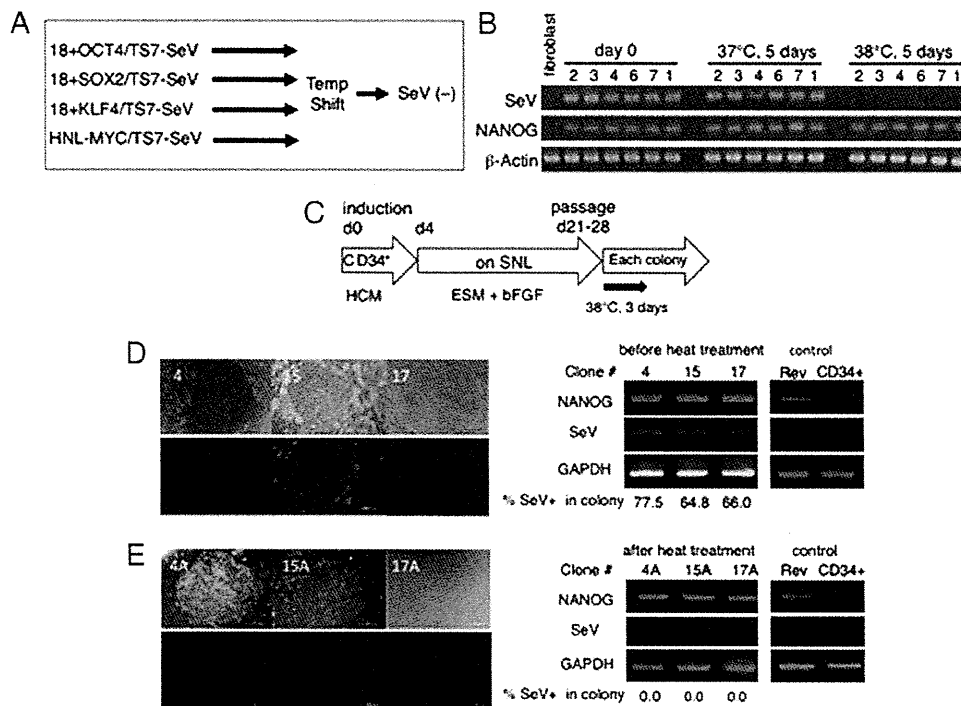 A
18+OCT4/TS7-SeV
18+SOX2/TS7-SeV
18+KLF4/TS7-SeV
HNL-MYC/TS7-SeV
Temp
Shift
SeV (−)
B
fibroblast
day 0
37°C, 5 days
38°C, 5 days
2 3 4 6 7 1
2 3 4 6 7 1
2 3 4 6 7 1
SeV
NANOG
β-Actin
C
induction
passage
d0
d4
d21-28
CD34+
on SNL
Each colony
HCM
ESM + bFGF
38°C, 3 days
D
4
15
17
before heat treatment
control
Clone #
4 15 17
Rev CD34+
NANOG
SeV
GAPDH
% SeV+ in colony
77.5 64.8 66.0
E
4A
15A
17A
after heat treatment
control
Clone #
4A 15A 17A
Rev CD34+
NANOG
SeV
GAPDH
% SeV+ in colony
0.0 0.0 0.0